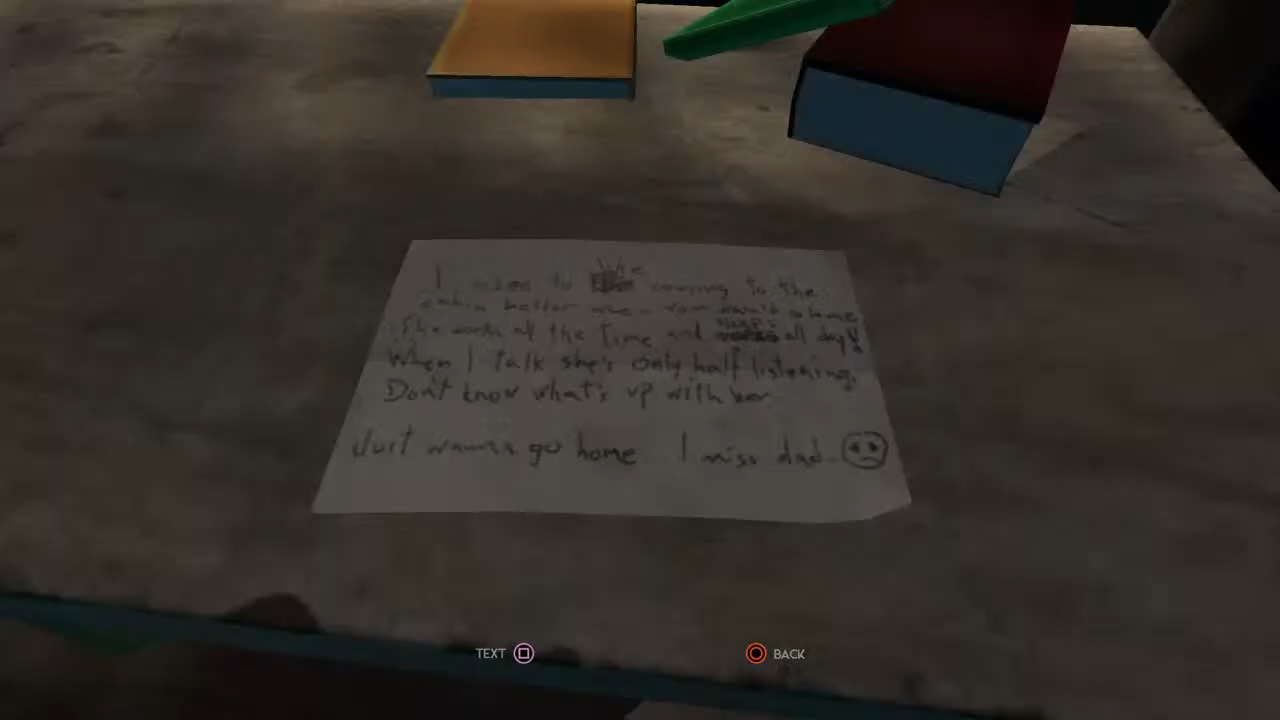 I used to like coming to the
cabin better when mom wasn't alone
She works all the time and sleeps all day
When I talk she's only half listening.
Don't know what's up with her
Just wanna go home I miss dad
TEXT
BACK